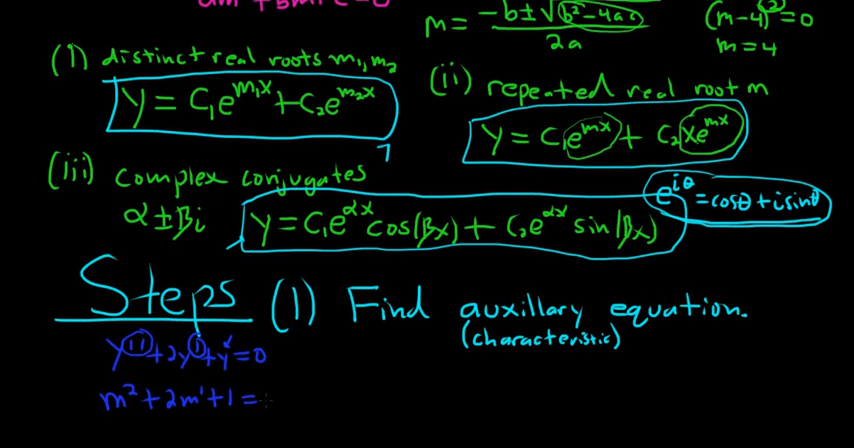 am² + bm + c = 0
m = (-b ± √(b² - 4ac)) / 2a
(m-4)² = 0
m = 4
(i) distinct real roots m₁, m₂
y = c₁e^(m₁x) + c₂e^(m₂x)
(ii) repeated real root m
y = c₁e^(mx) + c₂xe^(mx)
(iii) complex conjugates
α ± βi
y = c₁e^(αx) cos(βx) + c₂e^(αx) sin(βx)
e^(iθ) = cosθ + i sinθ
Steps (1) Find auxillary equation.
(characteristic)
y'' + 2y' + y = 0
m² + 2m¹ + 1 =